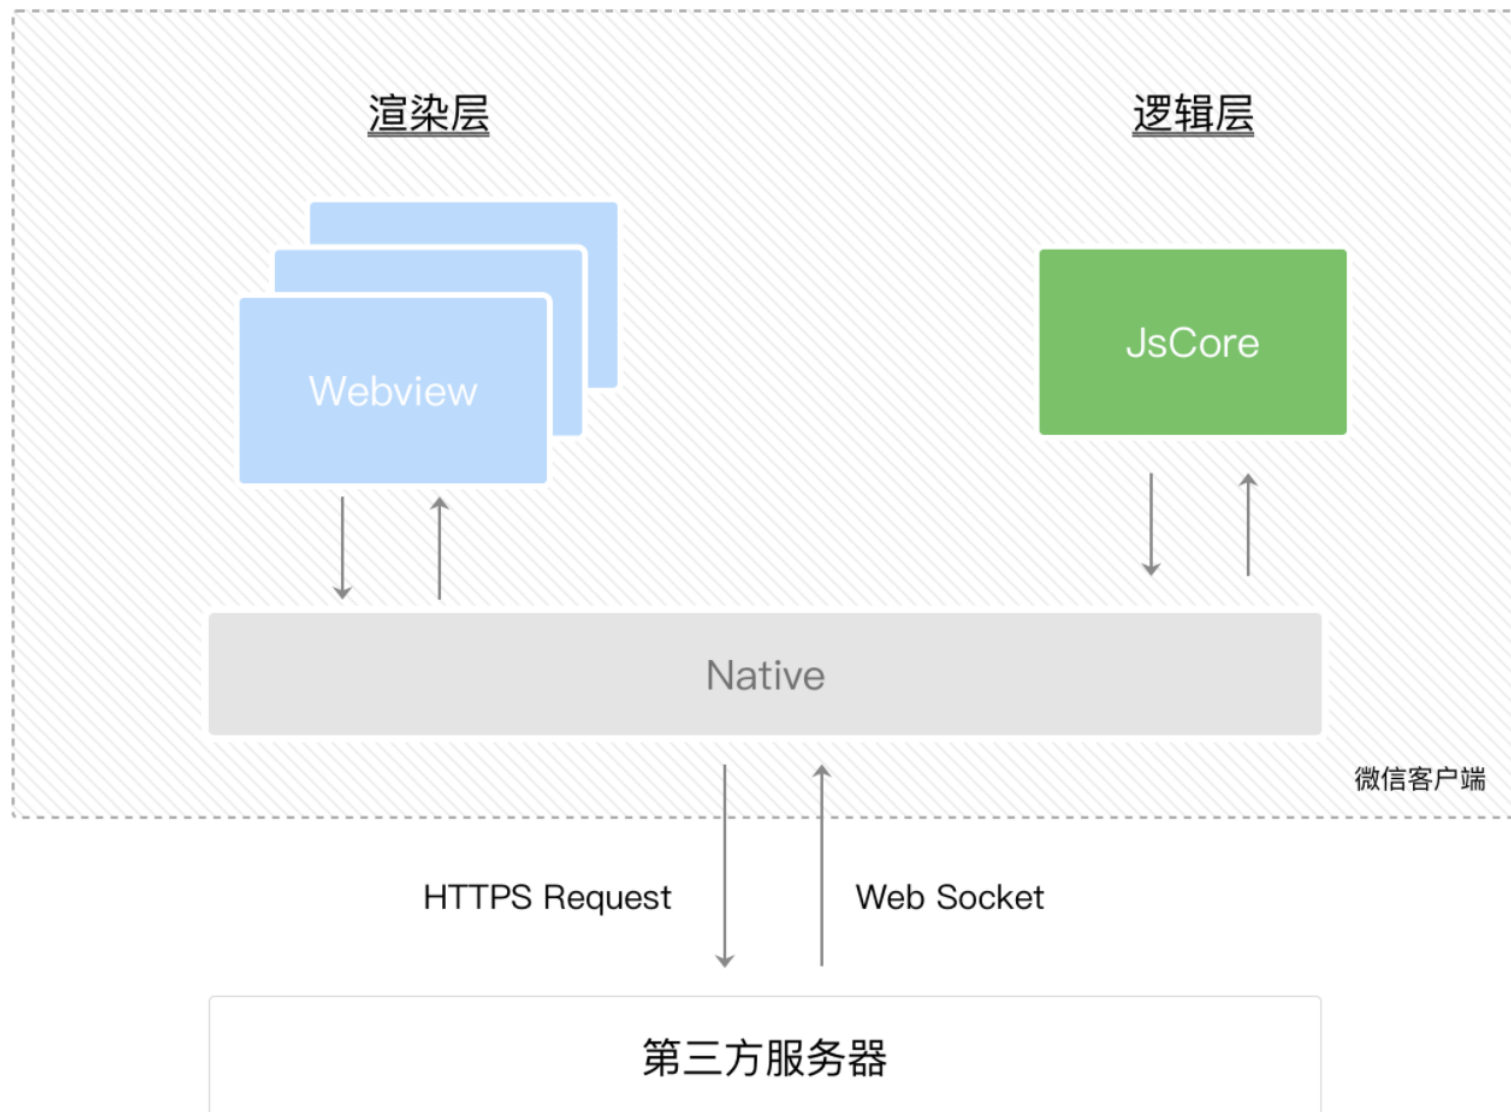 渲染层
逻辑层
Webview
JsCore
Native
微信客户端
HTTPS Request
Web Socket
第三方服务器